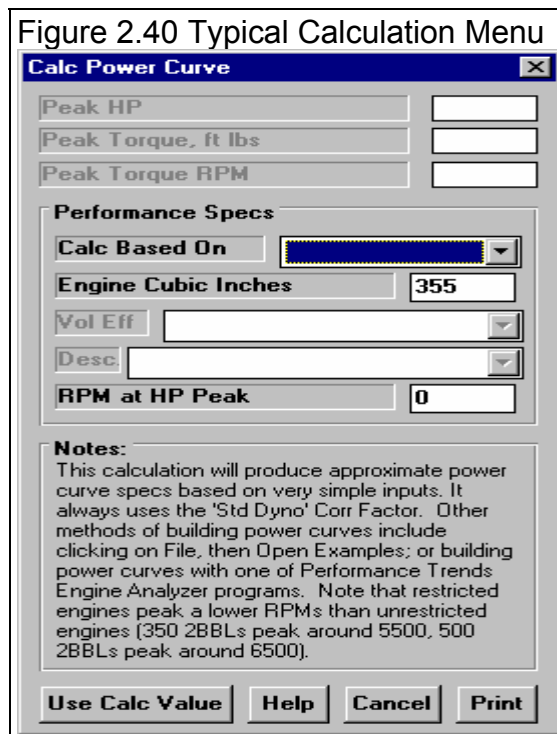 Figure 2.40 Typical Calculation Menu
Calc Power Curve
Peak HP
Peak Torque, ft lbs
Peak Torque RPM
Performance Specs
Calc Based On
Engine Cubic Inches 355
Vol Eff
Desc.
RPM at HP Peak 0
Notes:
This calculation will produce approximate power
curve specs based on very simple inputs. It
always uses the 'Std Dyno' Corr Factor. Other
methods of building power curves include
clicking on File, then Open Examples; or building
power curves with one of Performance Trends
Engine Analyzer programs. Note that restricted
engines peak a lower RPMs than unrestricted
engines (350 2BBLs peak around 5500, 500
2BBLs peak around 6500).
Use Calc Value Help Cancel Print